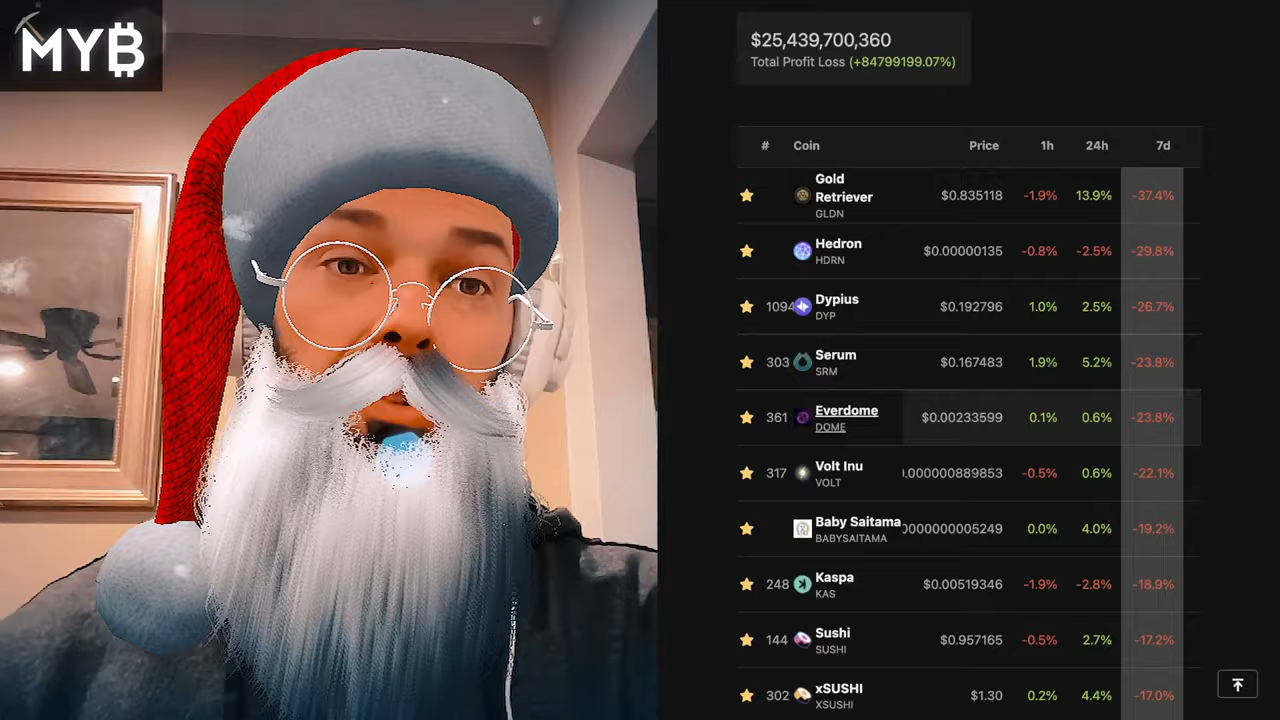 MY₿
$25,439,700,360
Total Profit Loss (+84799199.07%)
# Coin Price 1h 24h 7d
Gold
Retriever
GLDN
$0.835118 -1.9% 13.9% -37.4%
Hedron
HDRN
$0.00000135 -0.8% -2.5% -29.8%
1094 Dypius
DYP
$0.192796 1.0% 2.5% -26.7%
303 Serum
SRM
$0.167483 1.9% 5.2% -23.8%
361 Everdome
DOME
$0.00233599 0.1% 0.6% -23.8%
317 Volt Inu
VOLT
.000000889853 -0.5% 0.6% -22.1%
Baby Saitama
BABYSAITAMA
0000000005249 0.0% 4.0% -19.2%
248 Kaspa
KAS
$0.00519346 -1.9% -2.8% -18.9%
144 Sushi
SUSHI
$0.957165 -0.5% 2.7% -17.2%
302 xSUSHI
XSUSHI
$1.30 0.2% 4.4% -17.0%